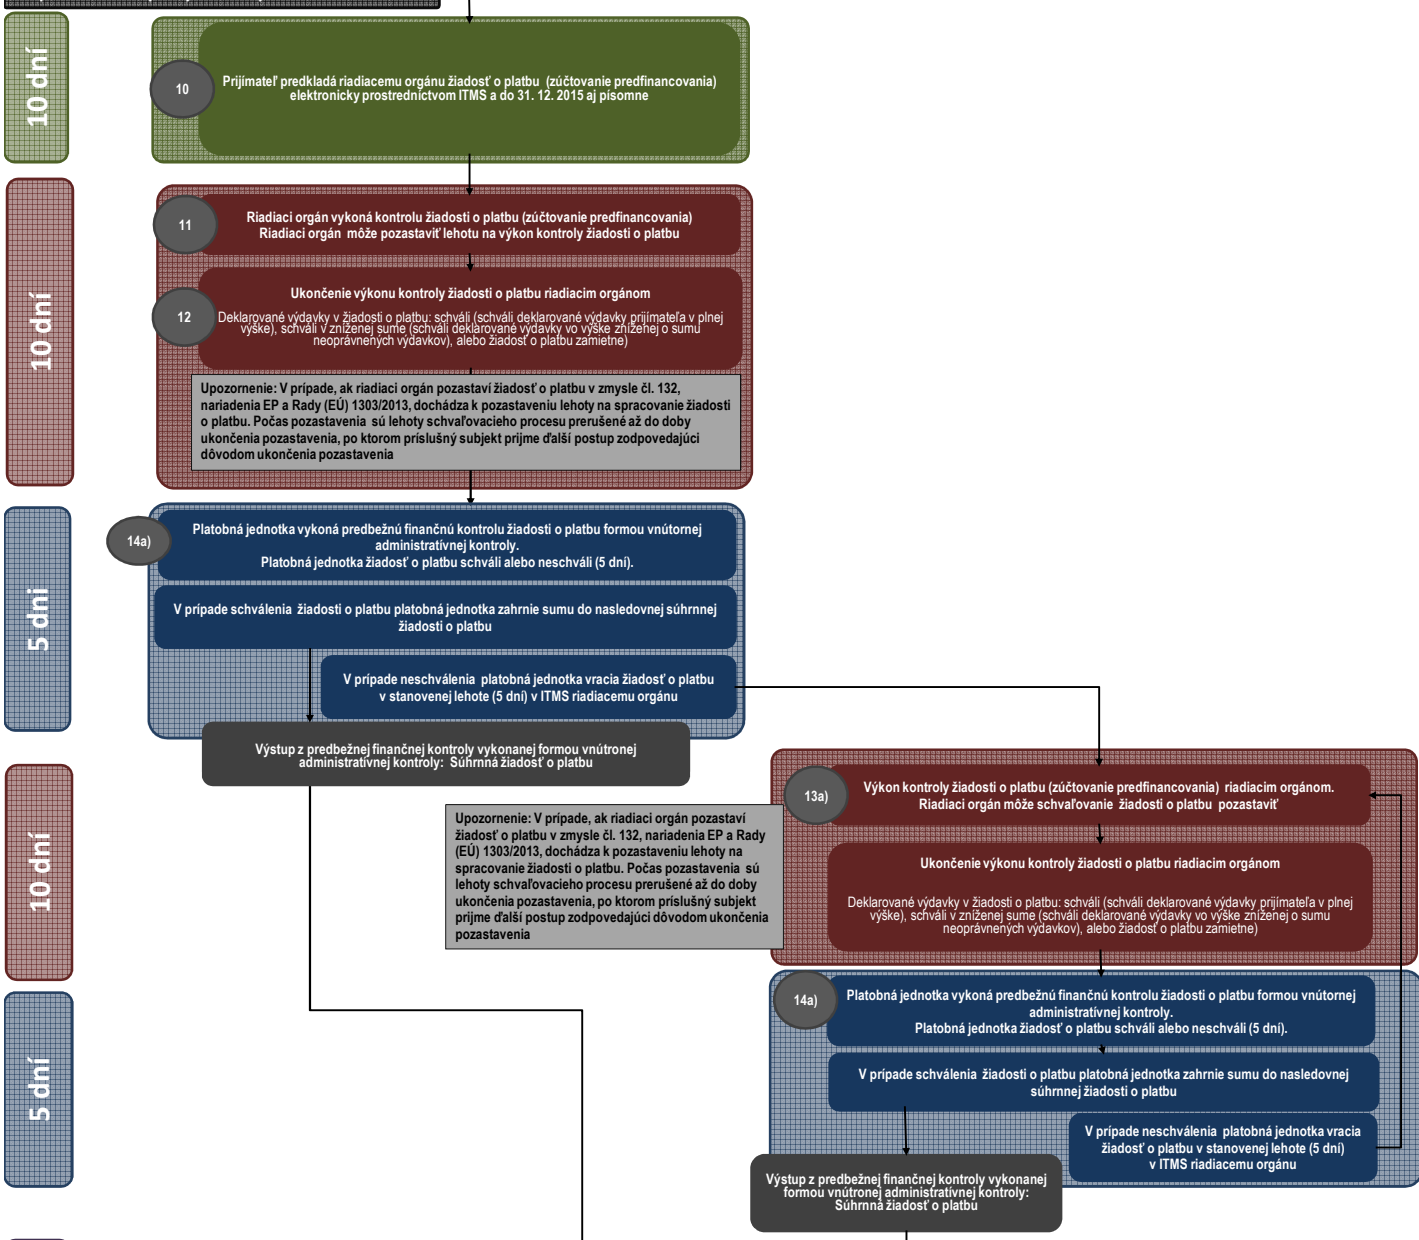 10 dní
10
Prijímateľ predkladá riadiacemu orgánu žiadosť o platbu (zúčtovanie predfinancovania)
elektronicky prostredníctvom ITMS a do 31. 12. 2015 aj písomne
10 dní
11
Riadiaci orgán vykoná kontrolu žiadosti o platbu (zúčtovanie predfinancovania)
Riadiaci orgán môže pozastaviť lehotu na výkon kontroly žiadosti o platbu
12
Ukončenie výkonu kontroly žiadosti o platbu riadiacim orgánom
Deklarované výdavky v žiadosti o platbu: schváli (schváli deklarované výdavky prijímateľa v plnej
výške), schváli v zníženej sume (schváli deklarované výdavky vo výške zníženej o sumu
neoprávnených výdavkov), alebo žiadosť o platbu zamietne)
Upozornenie: V prípade, ak riadiaci orgán pozastaví žiadosť o platbu v zmysle čl. 132,
nariadenia EP a Rady (EÚ) 1303/2013, dochádza k pozastaveniu lehoty na spracovanie žiadosti
o platbu. Počas pozastavenia sú lehoty schvaľovacieho procesu prerušené až do doby
ukončenia pozastavenia, po ktorom príslušný subjekt prijme ďalší postup zodpovedajúci
dôvodom ukončenia pozastavenia
5 dni
14a)
Platobná jednotka vykoná predbežnú finančnú kontrolu žiadosti o platbu formou vnútornej
administratívnej kontroly.
Platobná jednotka žiadosť o platbu schváli alebo neschváli (5 dní).
V prípade schválenia žiadosti o platbu platobná jednotka zahrnie sumu do nasledovnej súhrnnej
žiadosti o platbu
V prípade neschválenia platobná jednotka vracia žiadosť o platbu
v stanovenej lehote (5 dní) v ITMS riadiacemu orgánu
Výstup z predbežnej finančnej kontroly vykonanej formou vnútronej
administratívnej kontroly: Súhrnná žiadosť o platbu
10 dní
13a)
Výkon kontroly žiadosti o platbu (zúčtovanie predfinancovania) riadiacim orgánom.
Riadiaci orgán môže schvaľovanie žiadosti o platbu pozastaviť
Upozornenie: V prípade, ak riadiaci orgán pozastaví
žiadosť o platbu v zmysle čl. 132, nariadenia EP a Rady
(EÚ) 1303/2013, dochádza k pozastaveniu lehoty na
spracovanie žiadosti o platbu. Počas pozastavenia sú
lehoty schvaľovacieho procesu prerušené až do doby
ukončenia pozastavenia, po ktorom príslušný subjekt
prijme ďalší postup zodpovedajúci dôvodom ukončenia
pozastavenia
Ukončenie výkonu kontroly žiadosti o platbu riadiacim orgánom
Deklarované výdavky v žiadosti o platbu: schváli (schváli deklarované výdavky prijímateľa v plnej
výške), schváli v zníženej sume (schváli deklarované výdavky vo výške zníženej o sumu
neoprávnených výdavkov), alebo žiadosť o platbu zamietne)
5 dní
14a)
Platobná jednotka vykoná predbežnú finančnú kontrolu žiadosti o platbu formou vnútornej
administratívnej kontroly.
Platobná jednotka žiadosť o platbu schváli alebo neschváli (5 dní).
V prípade schválenia žiadosti o platbu platobná jednotka zahrnie sumu do nasledovnej
súhrnnej žiadosti o platbu
V prípade neschválenia platobná jednotka vracia
žiadosť o platbu v stanovenej lehote (5 dní)
v ITMS riadiacemu orgánu
Výstup z predbežnej finančnej kontroly vykonanej
formou vnútronej administratívnej kontroly:
Súhrnná žiadosť o platbu